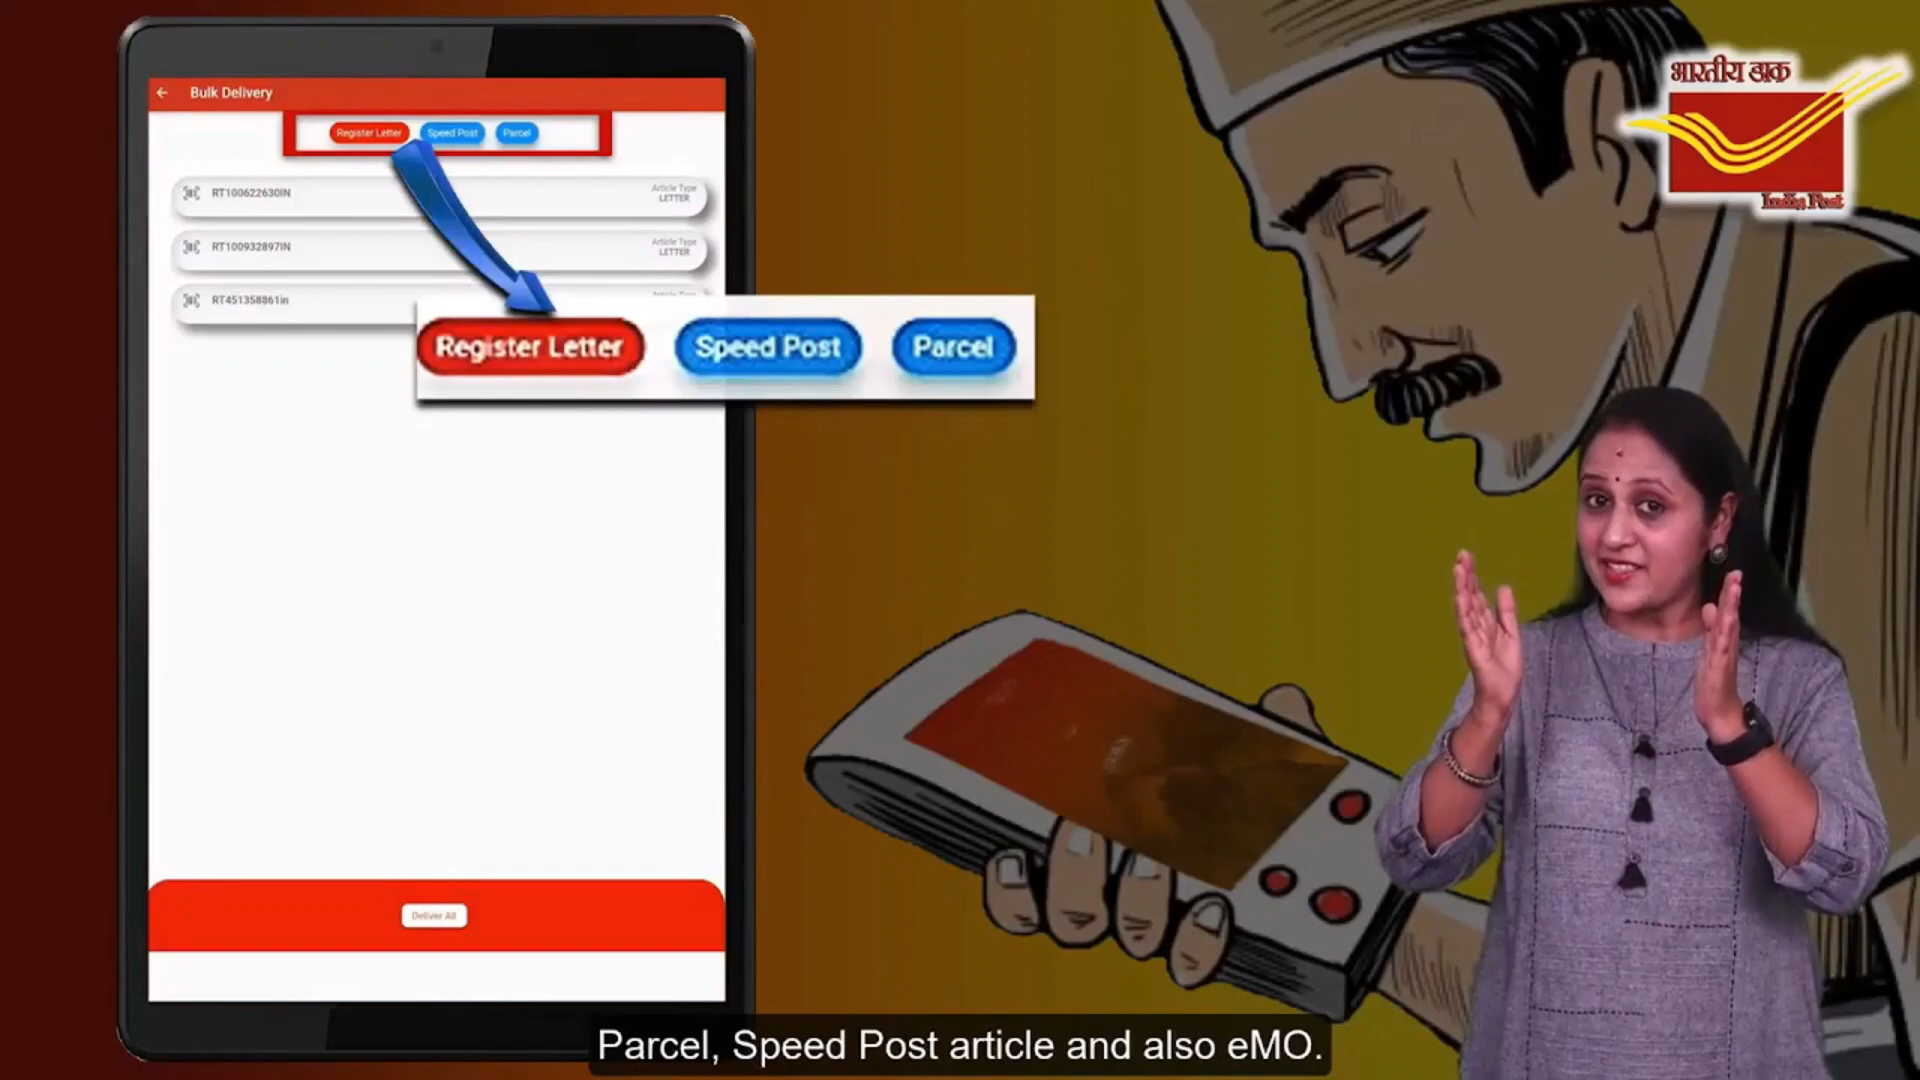 भारतीय डाक
India Post
Bulk Delivery
Register Letter
Speed Post
Parcel
RT100622630IN
Article Type
LETTER
RT100932897IN
Article Type
LETTER
RT451358861in
Register Letter
Speed Post
Parcel
Deliver All
Parcel, Speed Post article and also eMO.